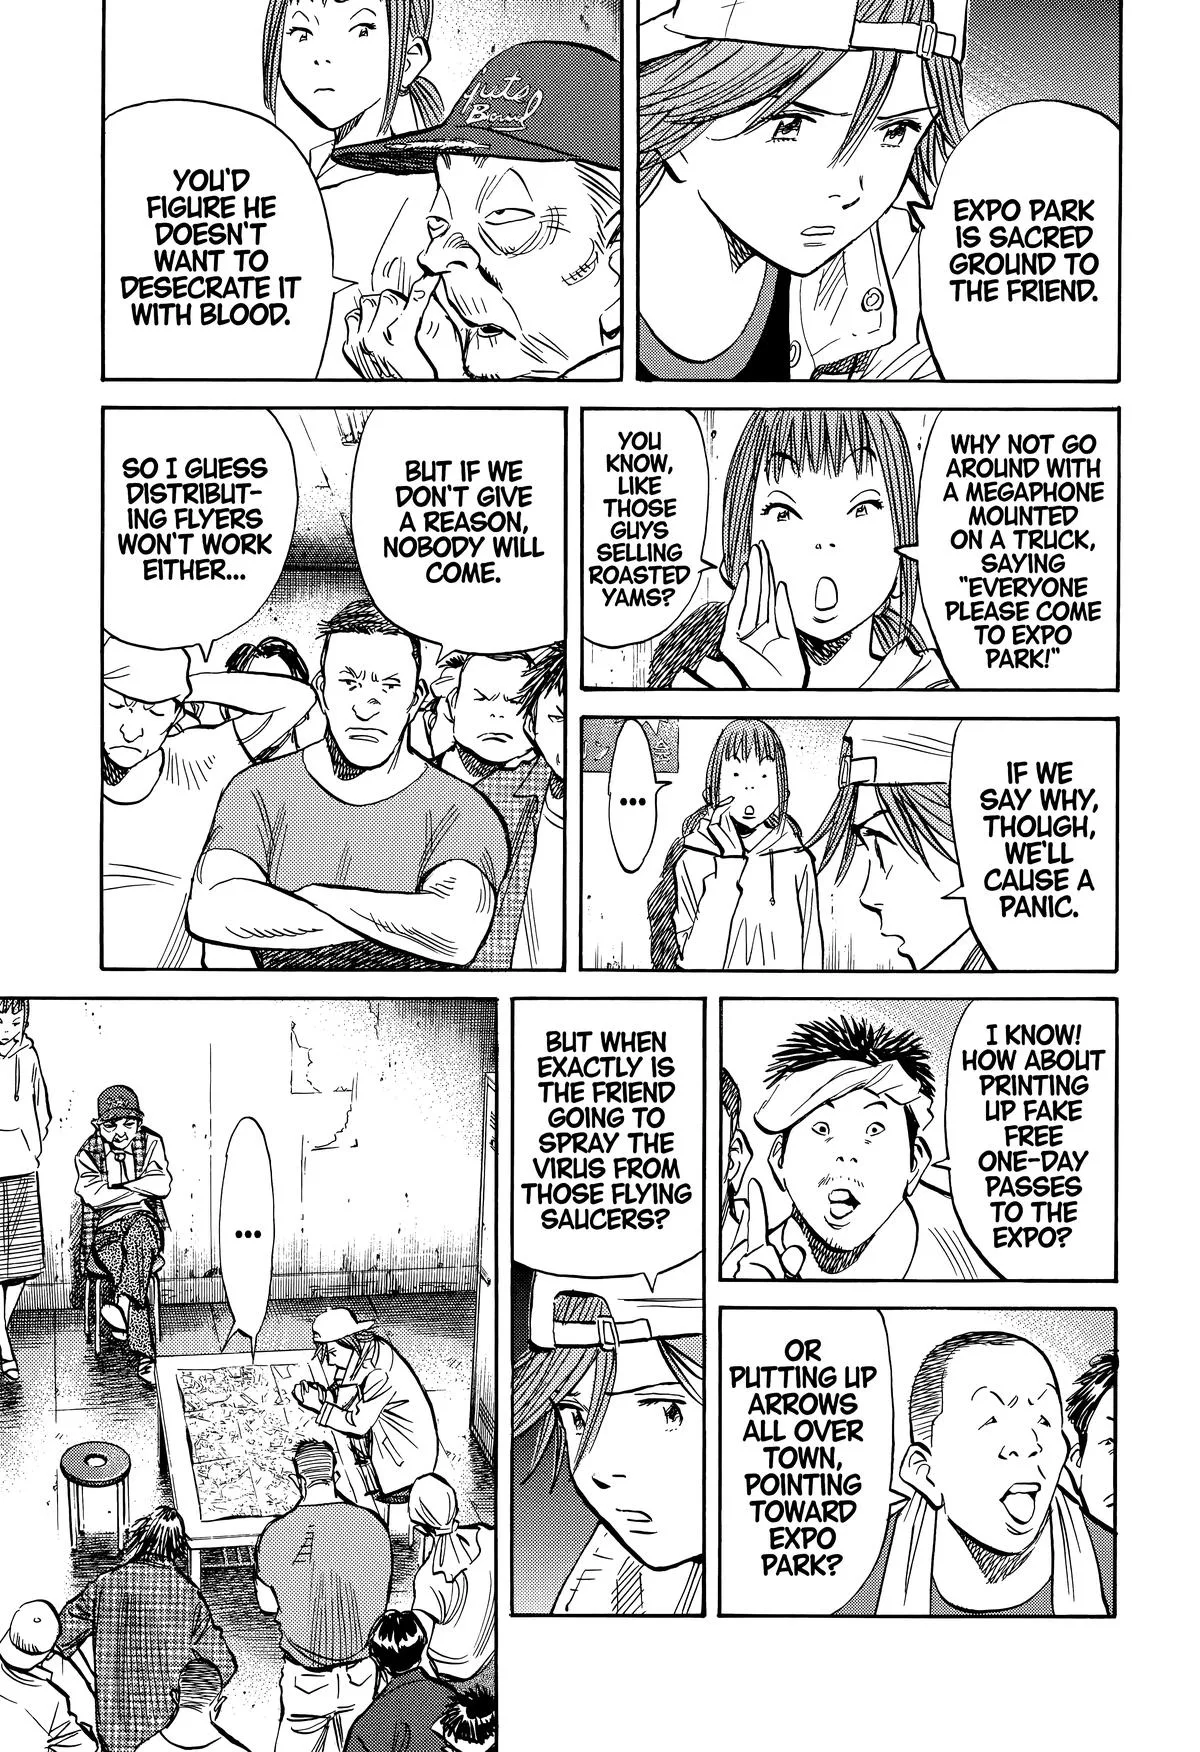 EXPO PARK
IS SACRED
GROUND TO
THE FRIEND.
YOU'D
FIGURE HE
DOESN'T
WANT TO
DESECRATE IT
WITH BLOOD.
WHY NOT GO
AROUND WITH
A MEGAPHONE
MOUNTED
ON A TRUCK,
SAYING
"EVERYONE
PLEASE COME
TO EXPO
PARK!"
YOU
KNOW,
LIKE
THOSE
GUYS
SELLING
ROASTED
YAMS?
IF WE
SAY WHY,
THOUGH,
WE'LL
CAUSE A
PANIC.
...
BUT IF WE
DON'T GIVE
A REASON,
NOBODY WILL
COME.
SO I GUESS
DISTRIBUT-
ING FLYERS
WON'T WORK
EITHER...
I KNOW!
HOW ABOUT
PRINTING
UP FAKE
FREE
ONE-DAY
PASSES
TO THE
EXPO?
OR
PUTTING UP
ARROWS
ALL OVER
TOWN,
POINTING
TOWARD
EXPO
PARK?
BUT WHEN
EXACTLY IS
THE FRIEND
GOING TO
SPRAY THE
VIRUS FROM
THOSE FLYING
SAUCERS?
...